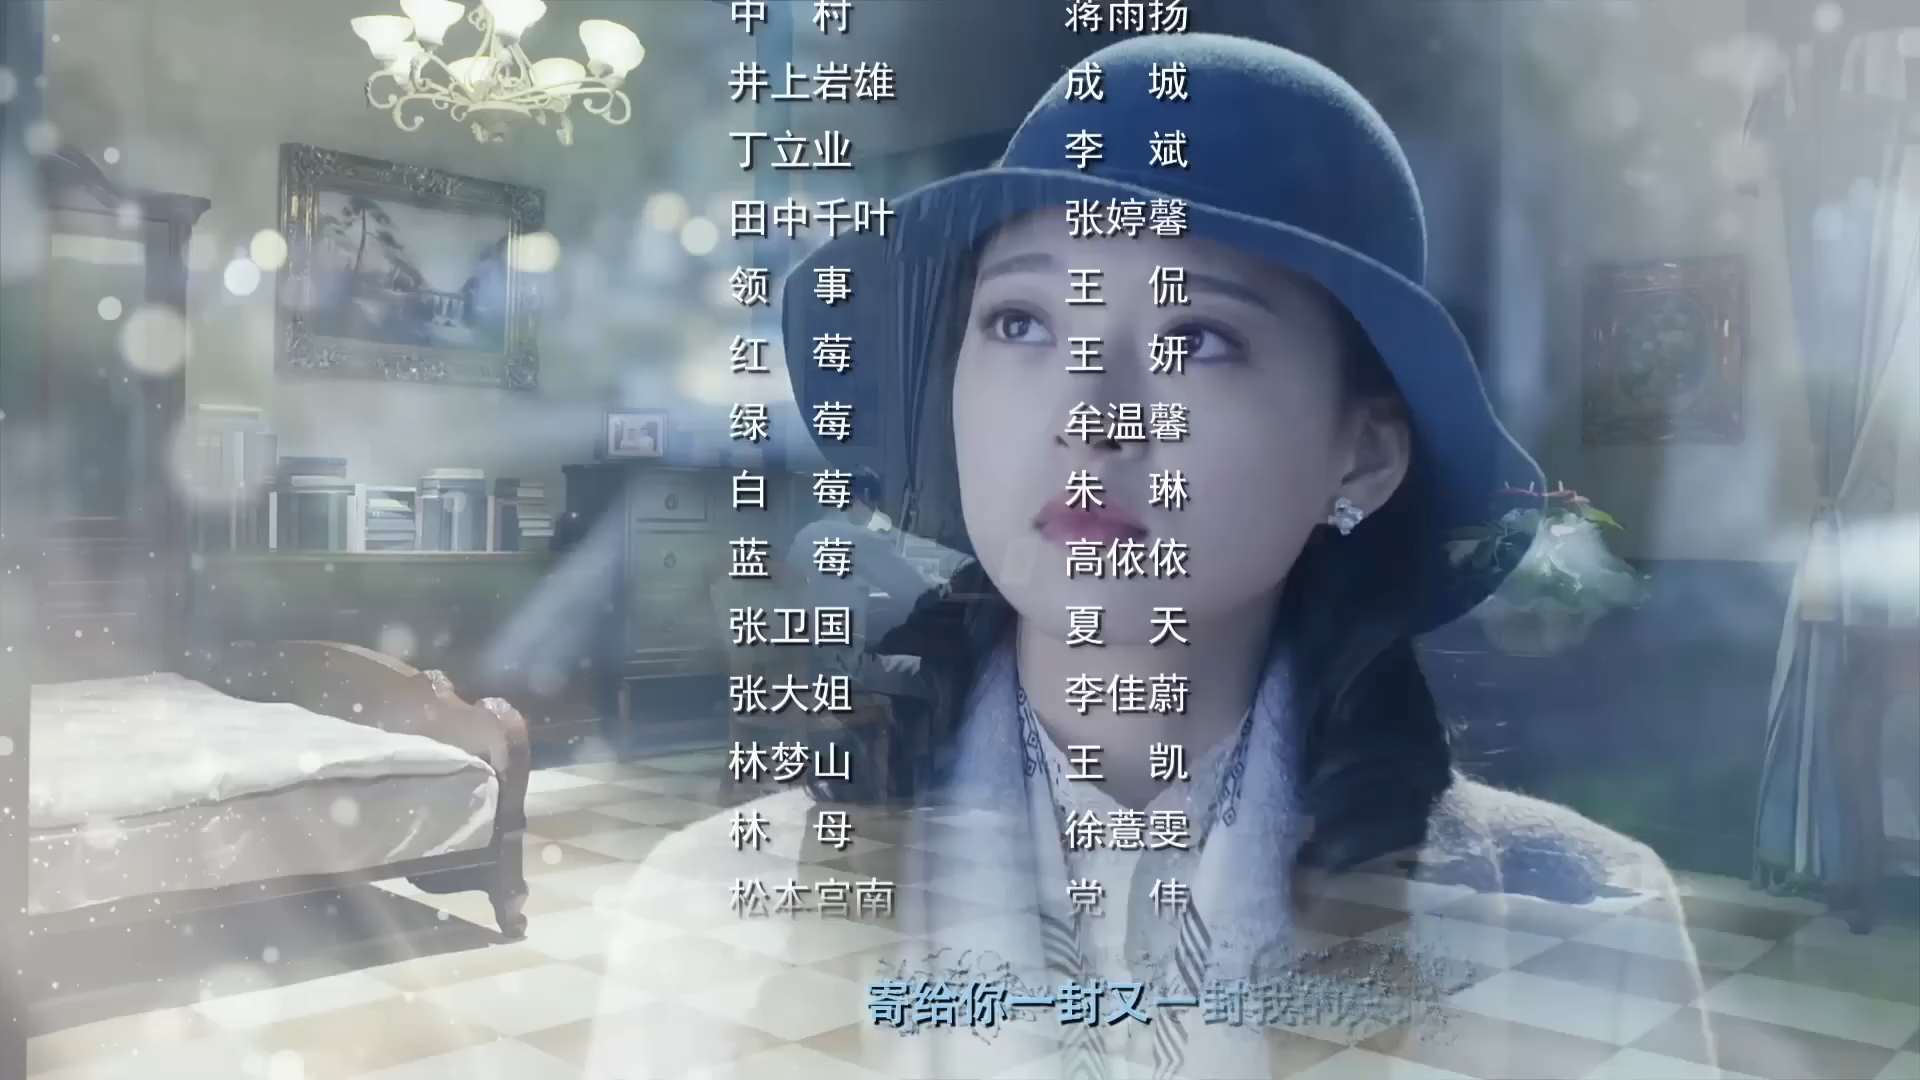 中村 蒋雨扬
井上岩雄 成城
丁立业 李斌
田中千叶 张婷馨
领事 王侃
红莓 王妍
绿莓 牟温馨
白莓 朱琳
蓝莓 高依依
张卫国 夏天
张大姐 李佳蔚
林梦山 王凯
林母 徐薏雯
松本宫南 党伟
寄给你一封又一封我的